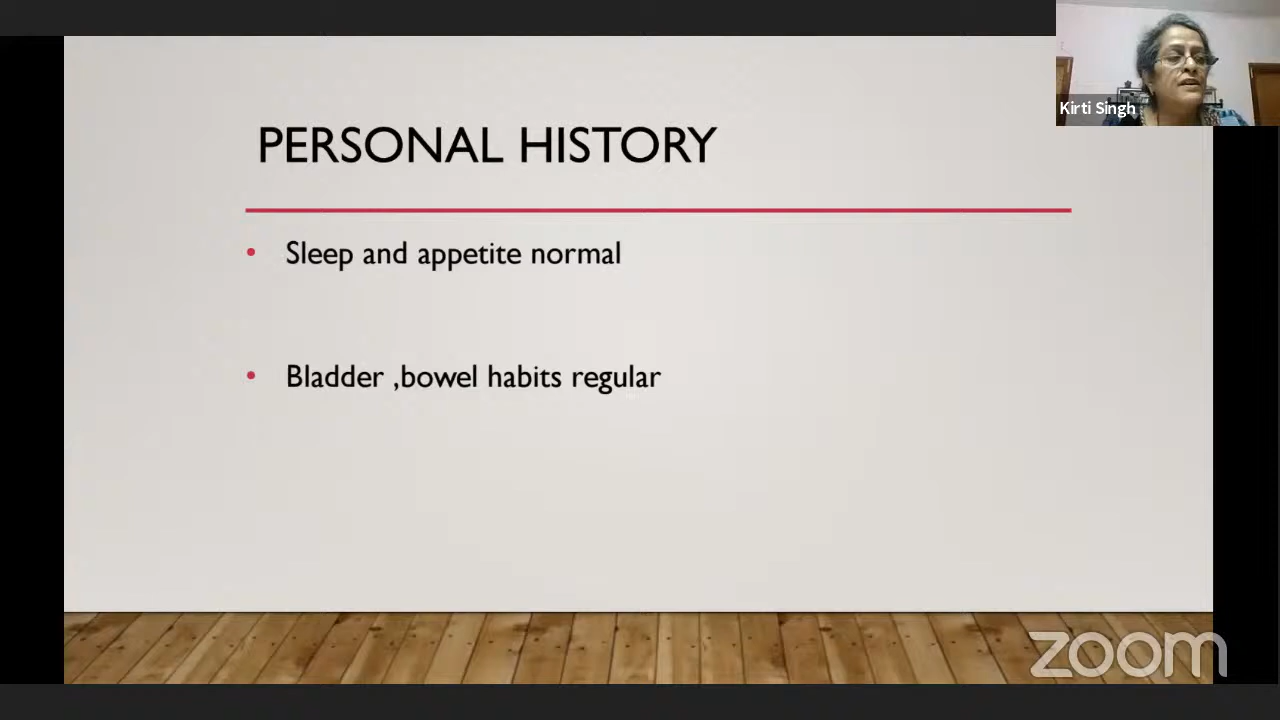 Kirti Singh
PERSONAL HISTORY
• Sleep and appetite normal
• Bladder ,bowel habits regular
zoom